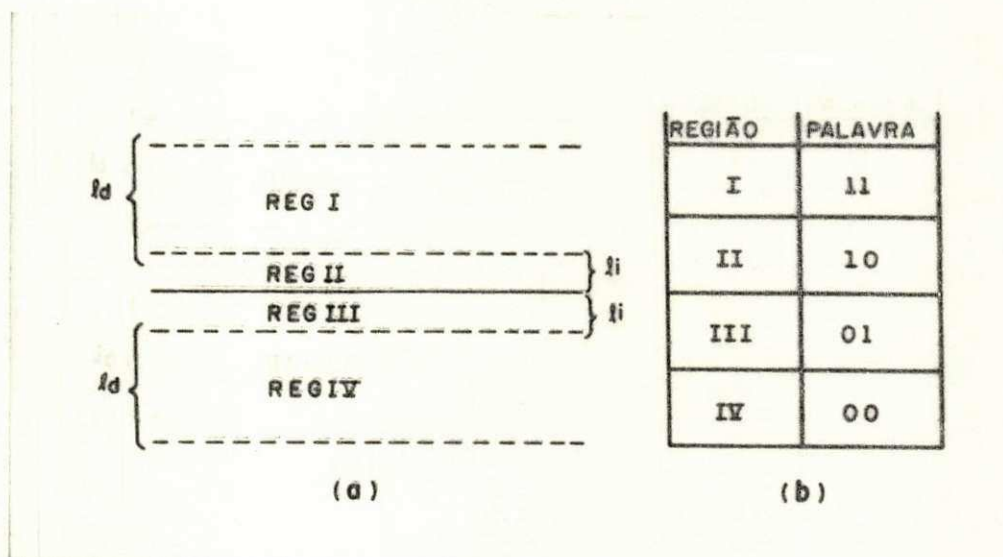 ld
REG I
REG II
li
REG III
li
ld
REG IV
(a)
REGIÃO PALAVRA
I 11
II 10
III 01
IV 00
(b)